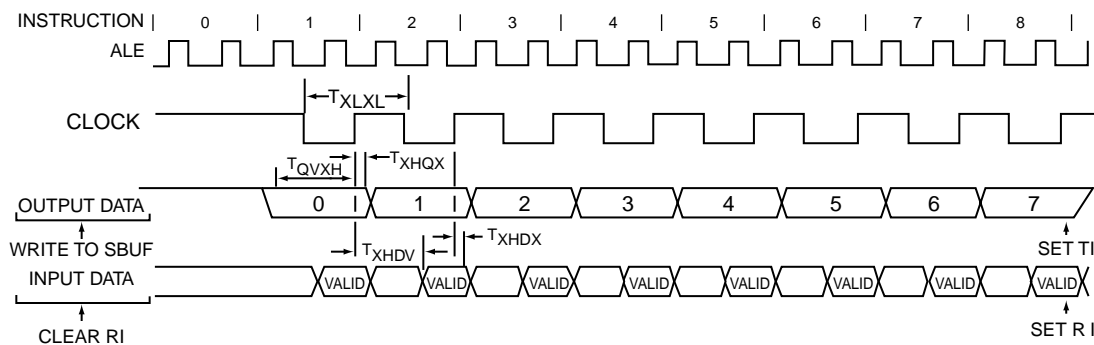 INSTRUCTION 0 1 2 3 4 5 6 7 8
ALE
TXLXL
CLOCK
TQVXH TXHQX
OUTPUT DATA 0 1 2 3 4 5 6 7
WRITE TO SBUF TXHDV TXHDX SET TI
INPUT DATA VALID VALID VALID VALID VALID VALID VALID VALID
CLEAR RI SET R I